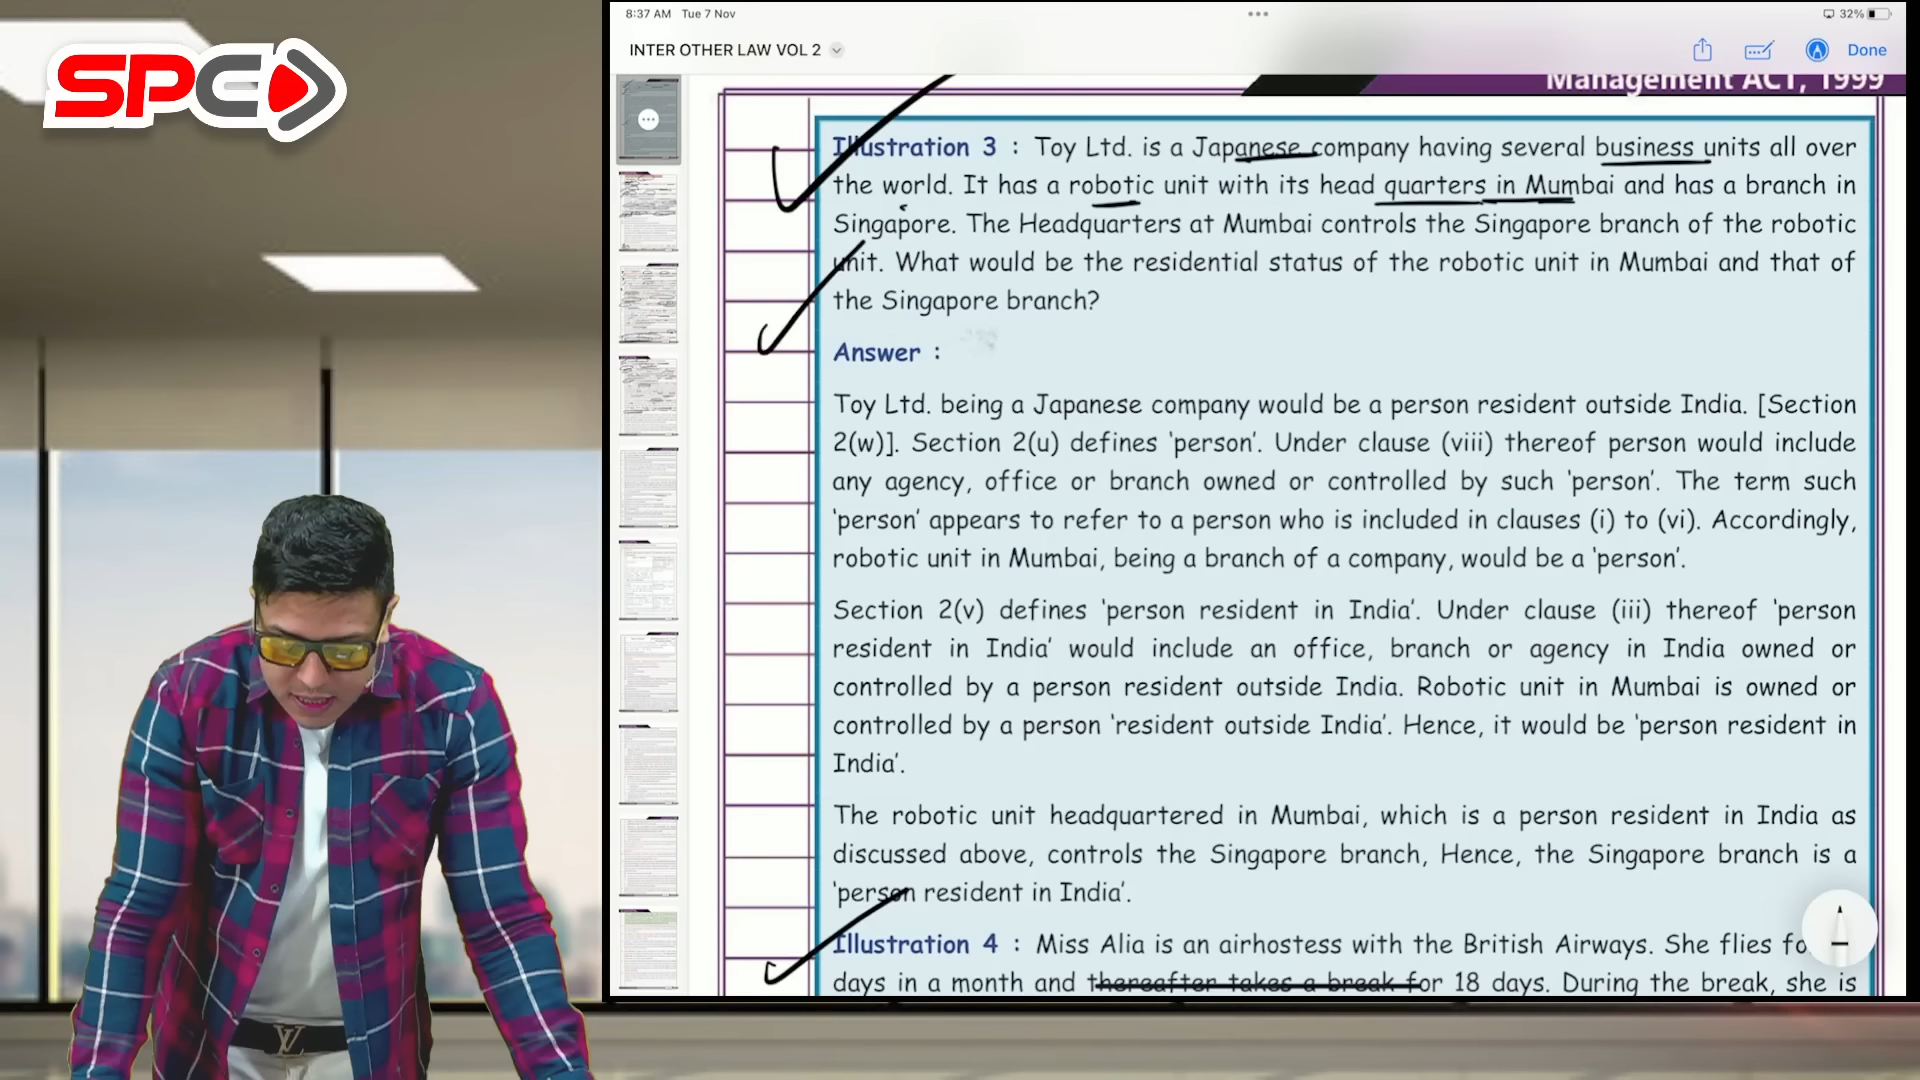 SPC
8:37 AM Tue 7 Nov
32%
INTER OTHER LAW VOL 2
Done
Management ACT, 1999
Illustration 3 : Toy Ltd. is a Japanese company having several business units all over
the world. It has a robotic unit with its head quarters in Mumbai and has a branch in
Singapore. The Headquarters at Mumbai controls the Singapore branch of the robotic
unit. What would be the residential status of the robotic unit in Mumbai and that of
the Singapore branch?
Answer :
Toy Ltd. being a Japanese company would be a person resident outside India. [Section
2(w)]. Section 2(u) defines 'person'. Under clause (viii) thereof person would include
any agency, office or branch owned or controlled by such 'person'. The term such
'person' appears to refer to a person who is included in clauses (i) to (vi). Accordingly,
robotic unit in Mumbai, being a branch of a company, would be a 'person'.
Section 2(v) defines 'person resident in India'. Under clause (iii) thereof 'person
resident in India' would include an office, branch or agency in India owned or
controlled by a person resident outside India. Robotic unit in Mumbai is owned or
controlled by a person 'resident outside India'. Hence, it would be 'person resident in
India'.
The robotic unit headquartered in Mumbai, which is a person resident in India as
discussed above, controls the Singapore branch, Hence, the Singapore branch is a
'person resident in India'.
Illustration 4 : Miss Alia is an airhostess with the British Airways. She flies
days in a month and thereafter takes a break for 18 days. During the break, she is